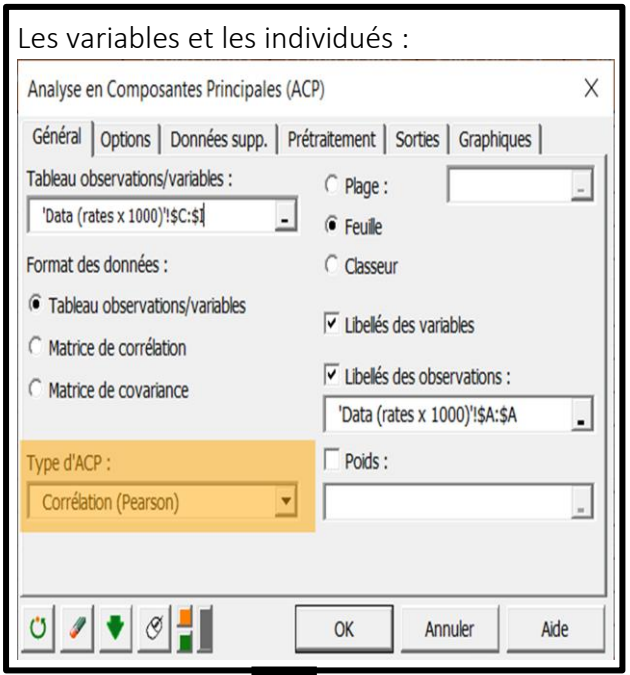 Les variables et les individués :
Analyse en Composantes Principales (ACP)
Général Options Données supp. Prétraitement Sorties Graphiques
Tableau observations/variables :
'Data (rates x 1000)'!$C:$I
Format des données :
Tableau observations/variables
Matrice de corrélation
Matrice de covariance
Type d'ACP :
Corrélation (Pearson)
Plage :
Feuille
Classeur
Libellés des variables
Libellés des observations :
'Data (rates x 1000)'!$A:$A
Poids :
OK Annuler Aide